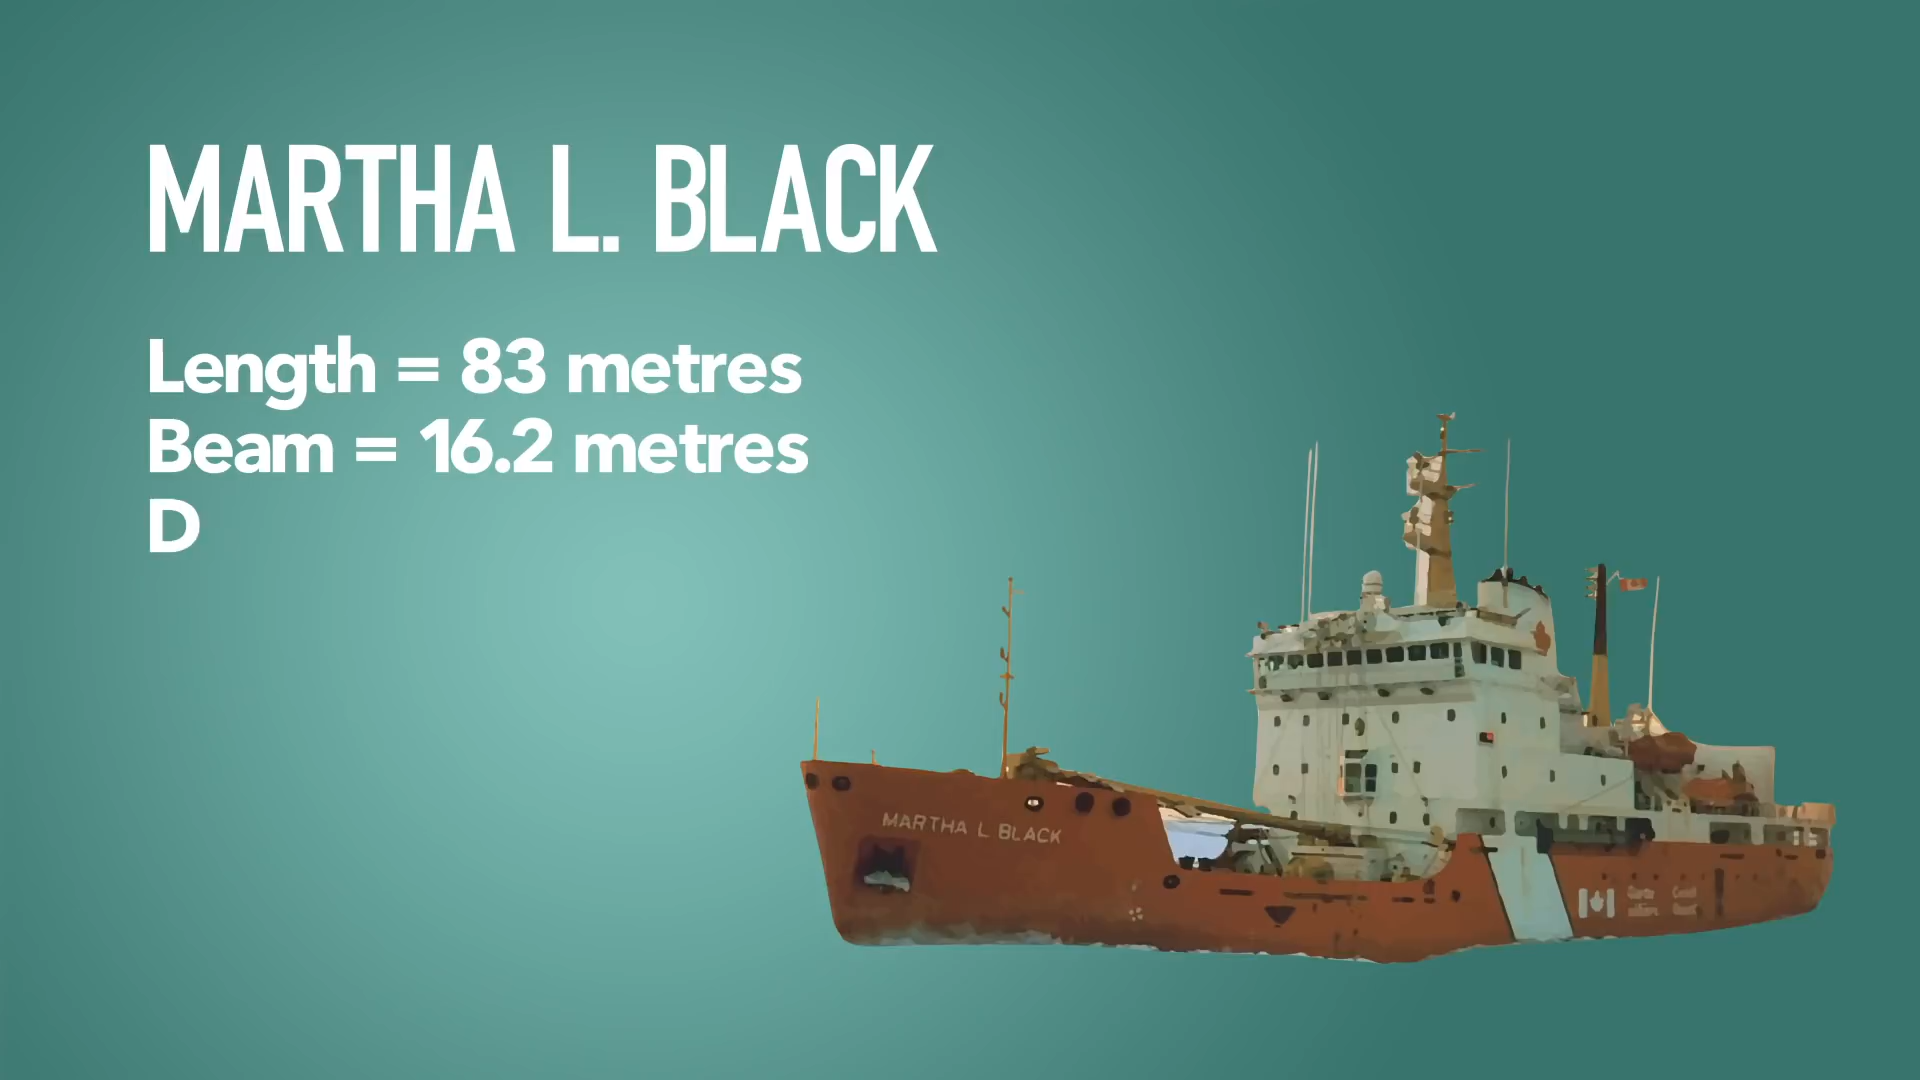 MARTHA L. BLACK
Length = 83 metres
Beam = 16.2 metres
D
MARTHA L BLACK